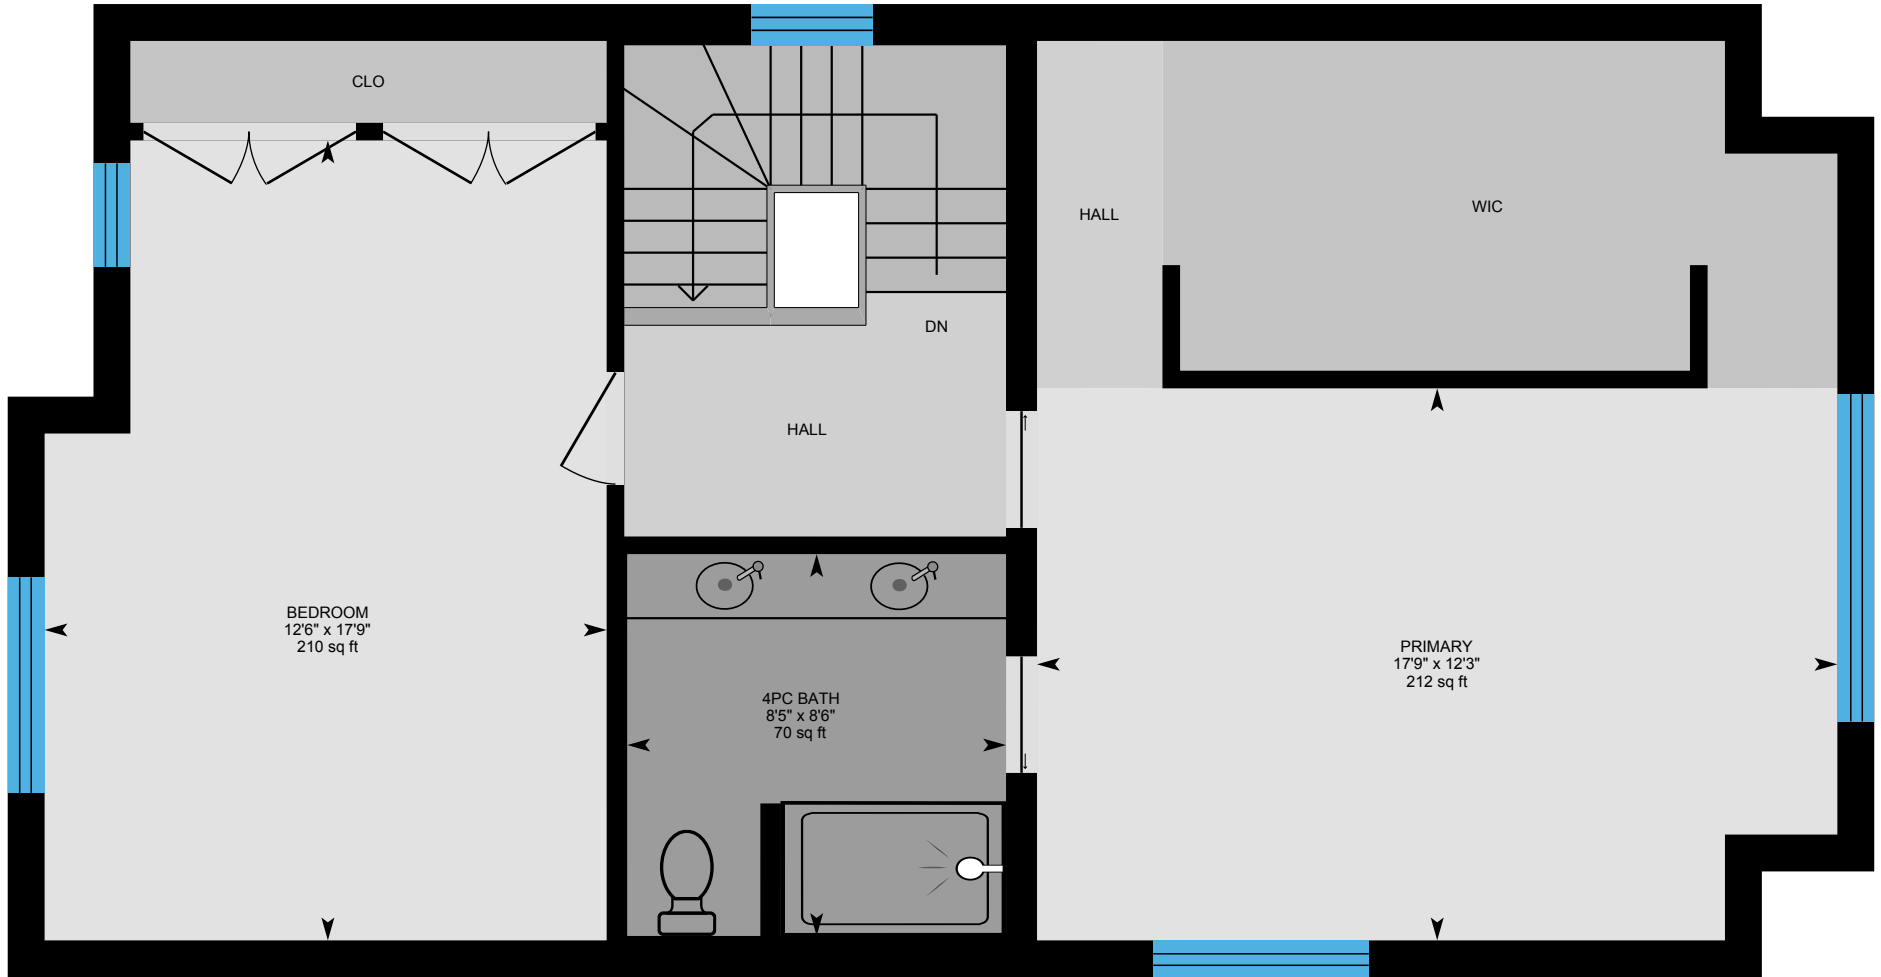 CLO
HALL
WIC
DN
HALL
BEDROOM
12'6" x 17'9"
210 sq ft
PRIMARY
17'9" x 12'3"
212 sq ft
4PC BATH
8'5" x 8'6"
70 sq ft